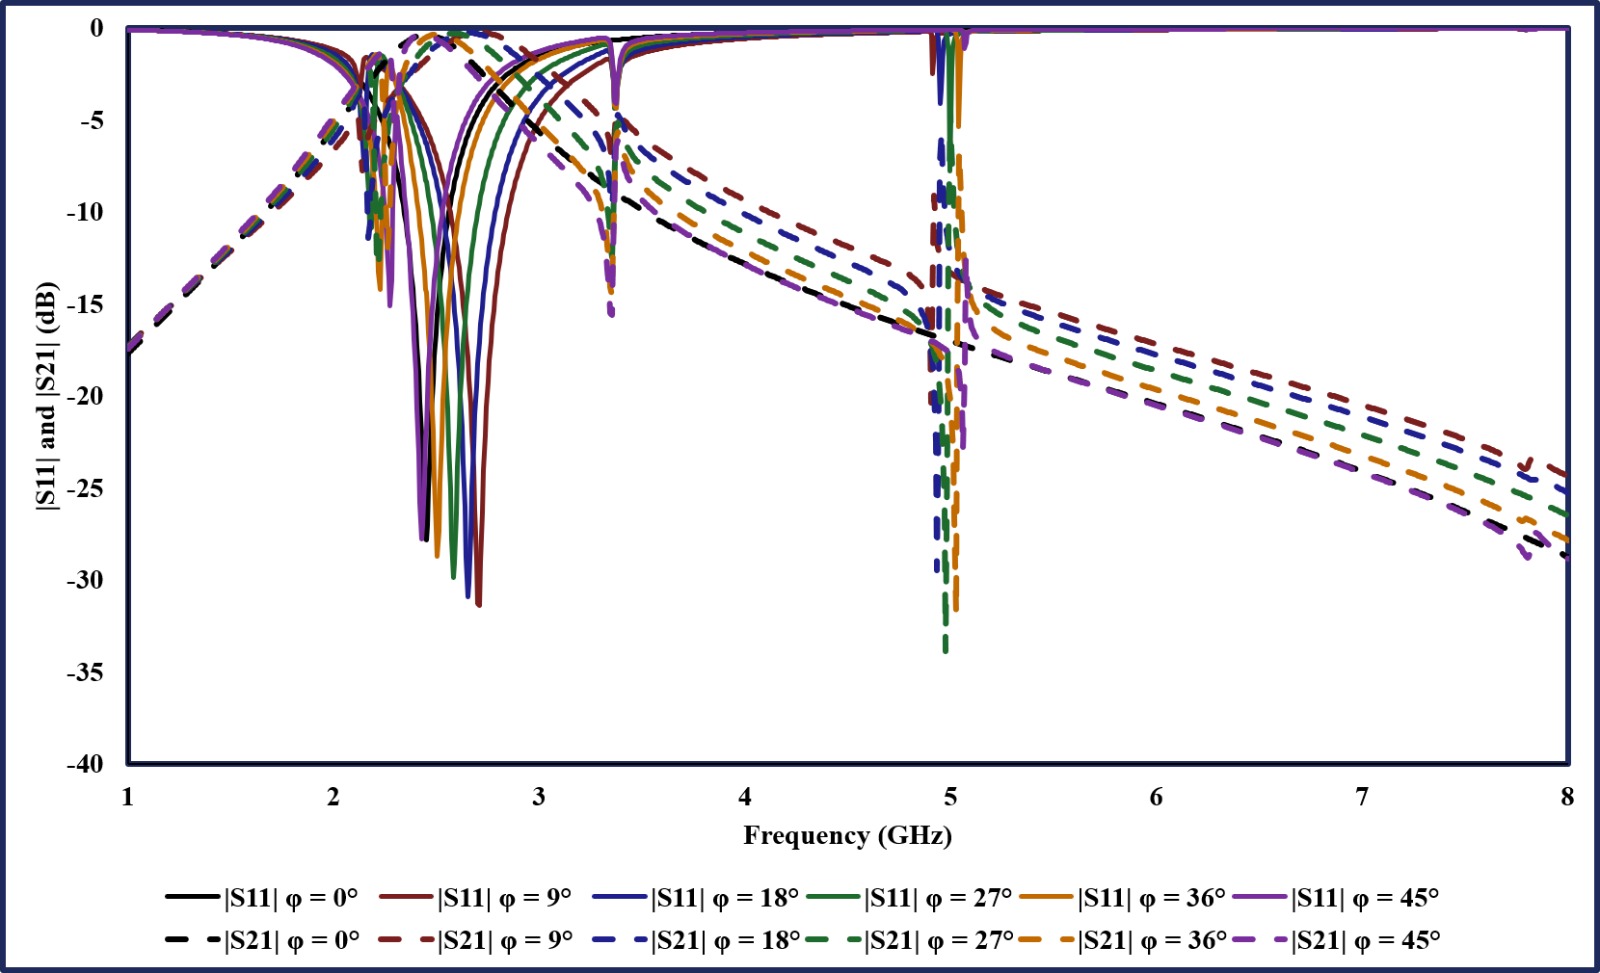 |S11| and |S21| (dB)
0
-5
-10
-15
-20
-25
-30
-35
-40
1 2 3 4 5 6 7 8
Frequency (GHz)
|S11| φ = 0° |S11| φ = 9° |S11| φ = 18° |S11| φ = 27° |S11| φ = 36° |S11| φ = 45°
|S21| φ = 0° |S21| φ = 9° |S21| φ = 18° |S21| φ = 27° |S21| φ = 36° |S21| φ = 45°